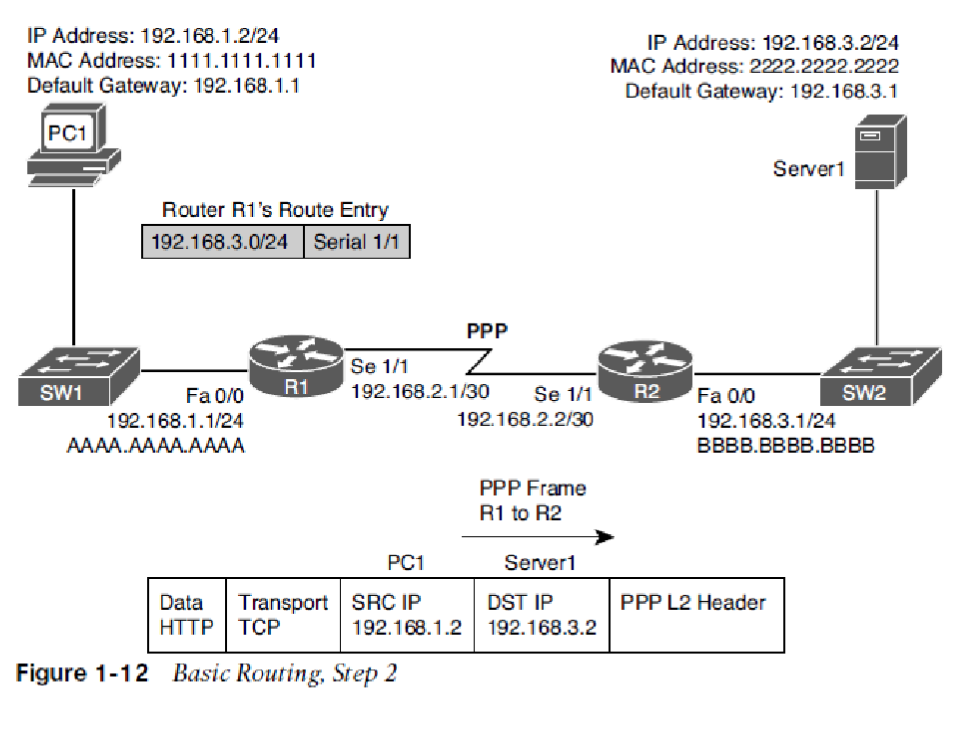 IP Address: 192.168.1.2/24
MAC Address: 1111.1111.1111
Default Gateway: 192.168.1.1
IP Address: 192.168.3.2/24
MAC Address: 2222.2222.2222
Default Gateway: 192.168.3.1
PC1
Server1
Router R1's Route Entry
192.168.3.0/24 Serial 1/1
PPP
SW1
R1
R2
SW2
Fa 0/0
192.168.1.1/24
AAAA.AAAA.AAAA
Se 1/1
192.168.2.1/30
Se 1/1
192.168.2.2/30
Fa 0/0
192.168.3.1/24
BBBB.BBBB.BBBB
PPP Frame
R1 to R2
PC1 Server1
Data Transport SRC IP DST IP PPP L2 Header
HTTP TCP 192.168.1.2 192.168.3.2
Figure 1-12 Basic Routing, Step 2